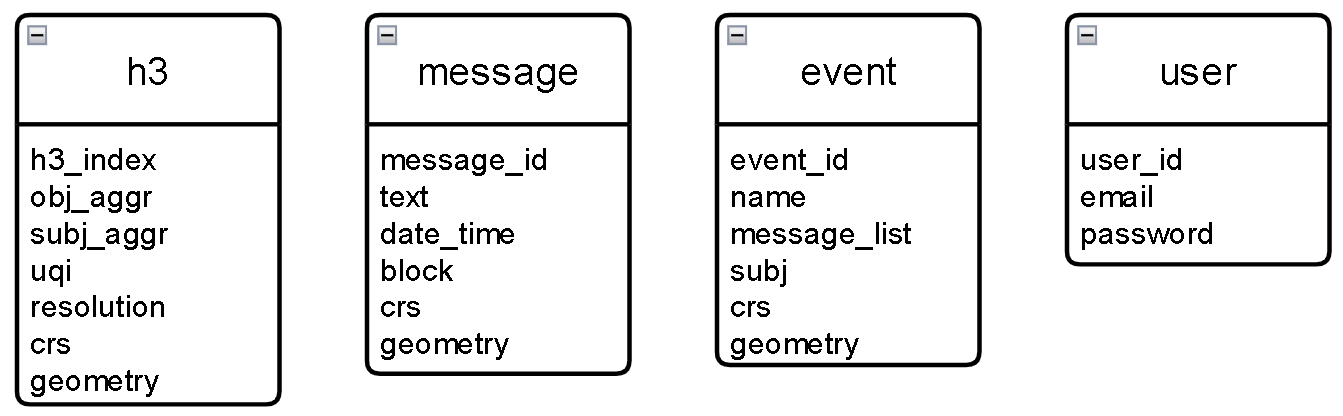 h3
h3_index
obj_aggr
subj_aggr
uqi
resolution
crs
geometry
message
message_id
text
date_time
block
crs
geometry
event
event_id
name
message_list
subj
crs
geometry
user
user_id
email
password